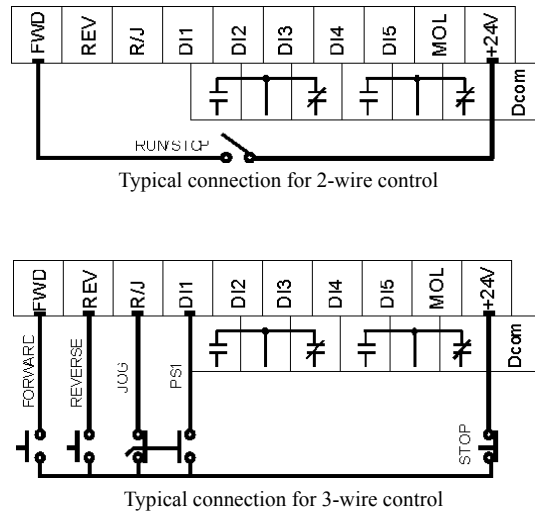 FWD REV R/J DI1 DI2 DI3 DI4 DI5 MOL +24V
Dcom
RUN/STOP
Typical connection for 2-wire control
FWD REV R/J DI1 DI2 DI3 DI4 DI5 MOL +24V
Dcom
FORWARD REVERSE JOG PS1 STOP
Typical connection for 3-wire control